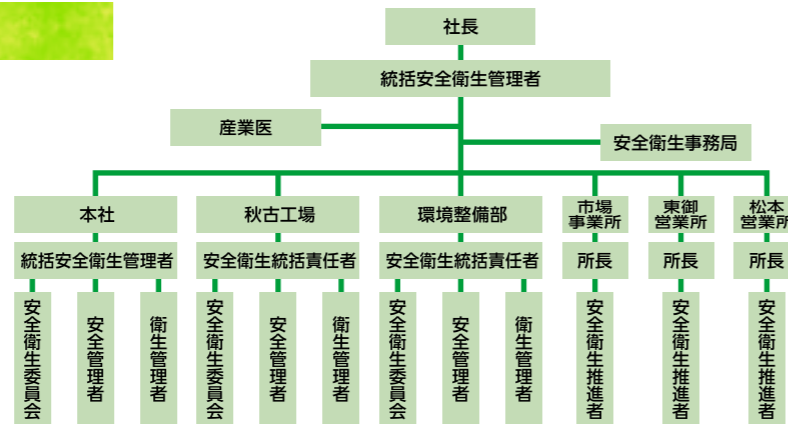 社長
統括安全衛生管理者
産業医
安全衛生事務局
本社
秋古工場
環境整備部
市場
事業所
東御
営業所
松本
営業所
統括安全衛生管理者
安全衛生統括責任者
安全衛生統括責任者
所長
所長
所長
安全衛生委員会
安全管理者
衛生管理者
安全衛生委員会
安全管理者
衛生管理者
安全衛生委員会
安全管理者
衛生管理者
安全衛生推進者
安全衛生推進者
安全衛生推進者